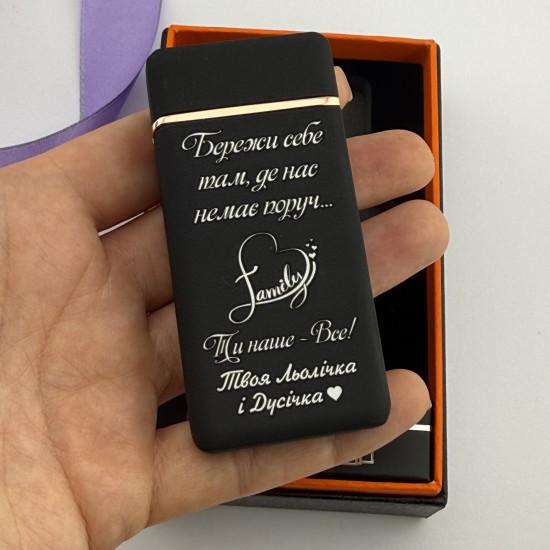 Бережи себе
там, де нас
немає поруч...
Family
Ти наше - Все!
Твоя Льолічка
і Дусічка